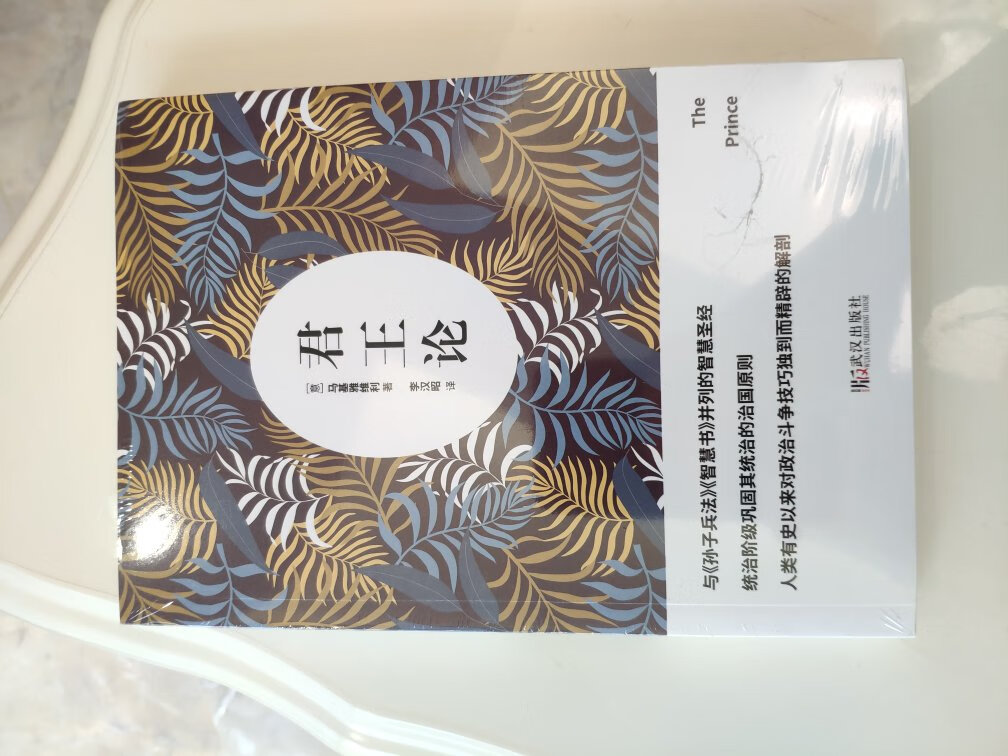 君王论
[意]马基雅维利 著
李汉昭 译
The
Prince
与《孙子兵法》《智慧书》并列的智慧圣经
统治阶级巩固其统治的治国原则
人类有史以来对政治斗争技巧独到而精辟的解剖
武汉出版社
WUHAN PUBLISHING HOUSE